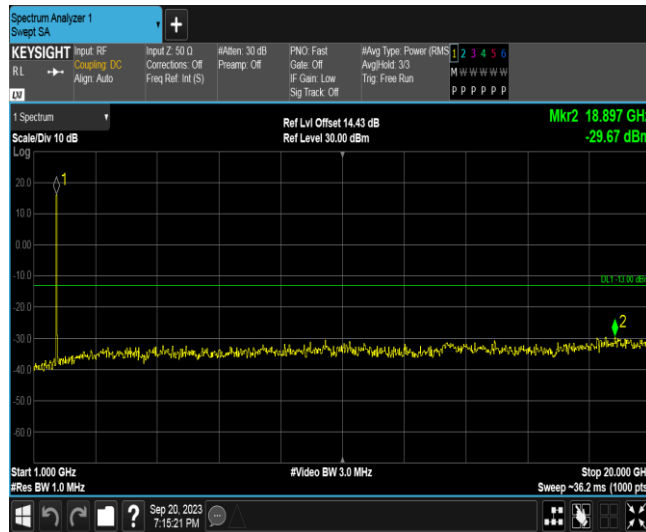 Spectrum Analyzer 1
Swept SA
+
KEYSIGHT
RL
LXI
Input: RF
Coupling: DC
Align: Auto
Input Z: 50 Ω
Corrections: Off
Freq Ref: Int (S)
#Atten: 30 dB
Preamp: Off
PNO: Fast
Gate: Off
IF Gain: Low
Sig Track: Off
#Avg Type: Power (RMS
Avg|Hold: 3/3
Trig: Free Run
1 2 3 4 5 6
M W W W W W
P P P P P P
1 Spectrum
Scale/Div 10 dB
Log
Ref Lvl Offset 14.43 dB
Ref Level 30.00 dBm
Mkr2 18.897 GHz
-29.67 dBm
1
20.0
10.0
0.00
-10.0
DL1 -13.00 dBm
-20.0
2
-30.0
-40.0
-50.0
-60.0
Start 1.000 GHz
#Res BW 1.0 MHz
#Video BW 3.0 MHz
Stop 20.000 GHz
Sweep ~36.2 ms (1000 pts)
?
Sep 20, 2023
7:15:21 PM